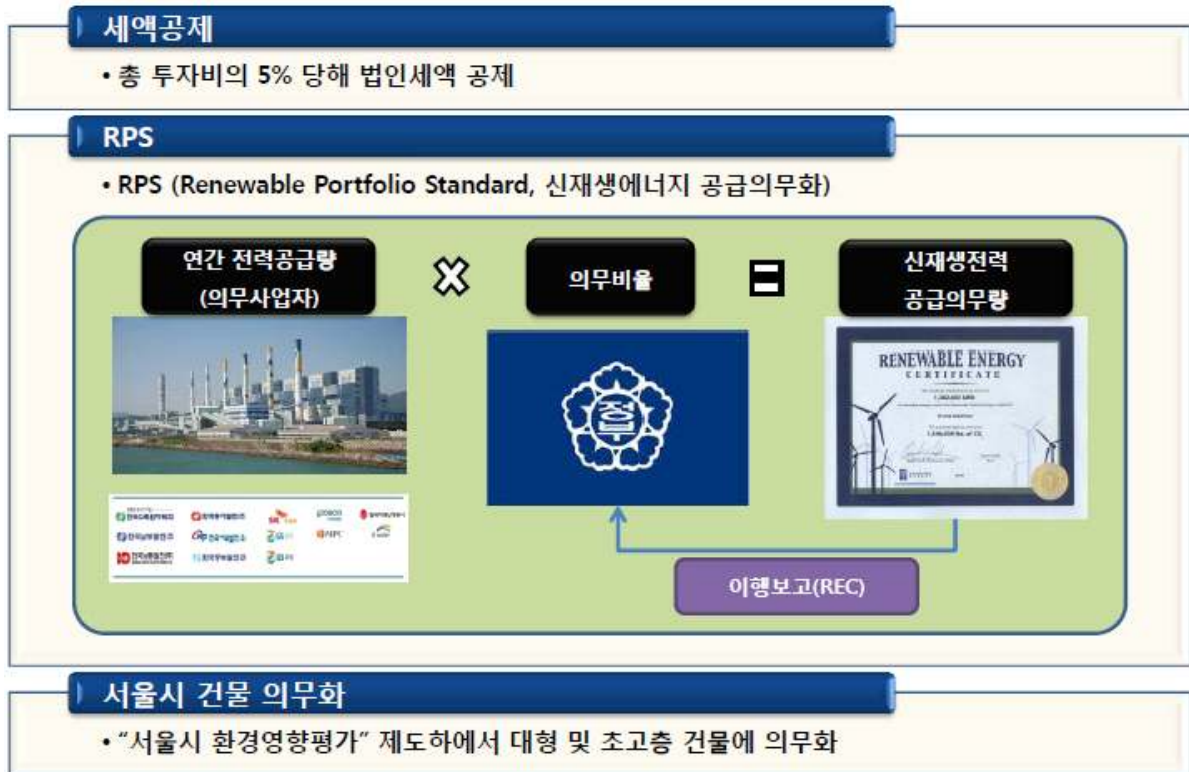 세액공제
• 총 투자비의 5% 당해 법인세액 공제
RPS
• RPS (Renewable Portfolio Standard, 신재생에너지 공급의무화)
연간 전력공급량
(의무사업자)
의무비율
신재생전력
공급의무량
RENEWABLE ENERGY
CERTIFICATE
이행보고(REC)
서울시 건물 의무화
• “서울시 환경영향평가” 제도하에서 대형 및 초고층 건물에 의무화